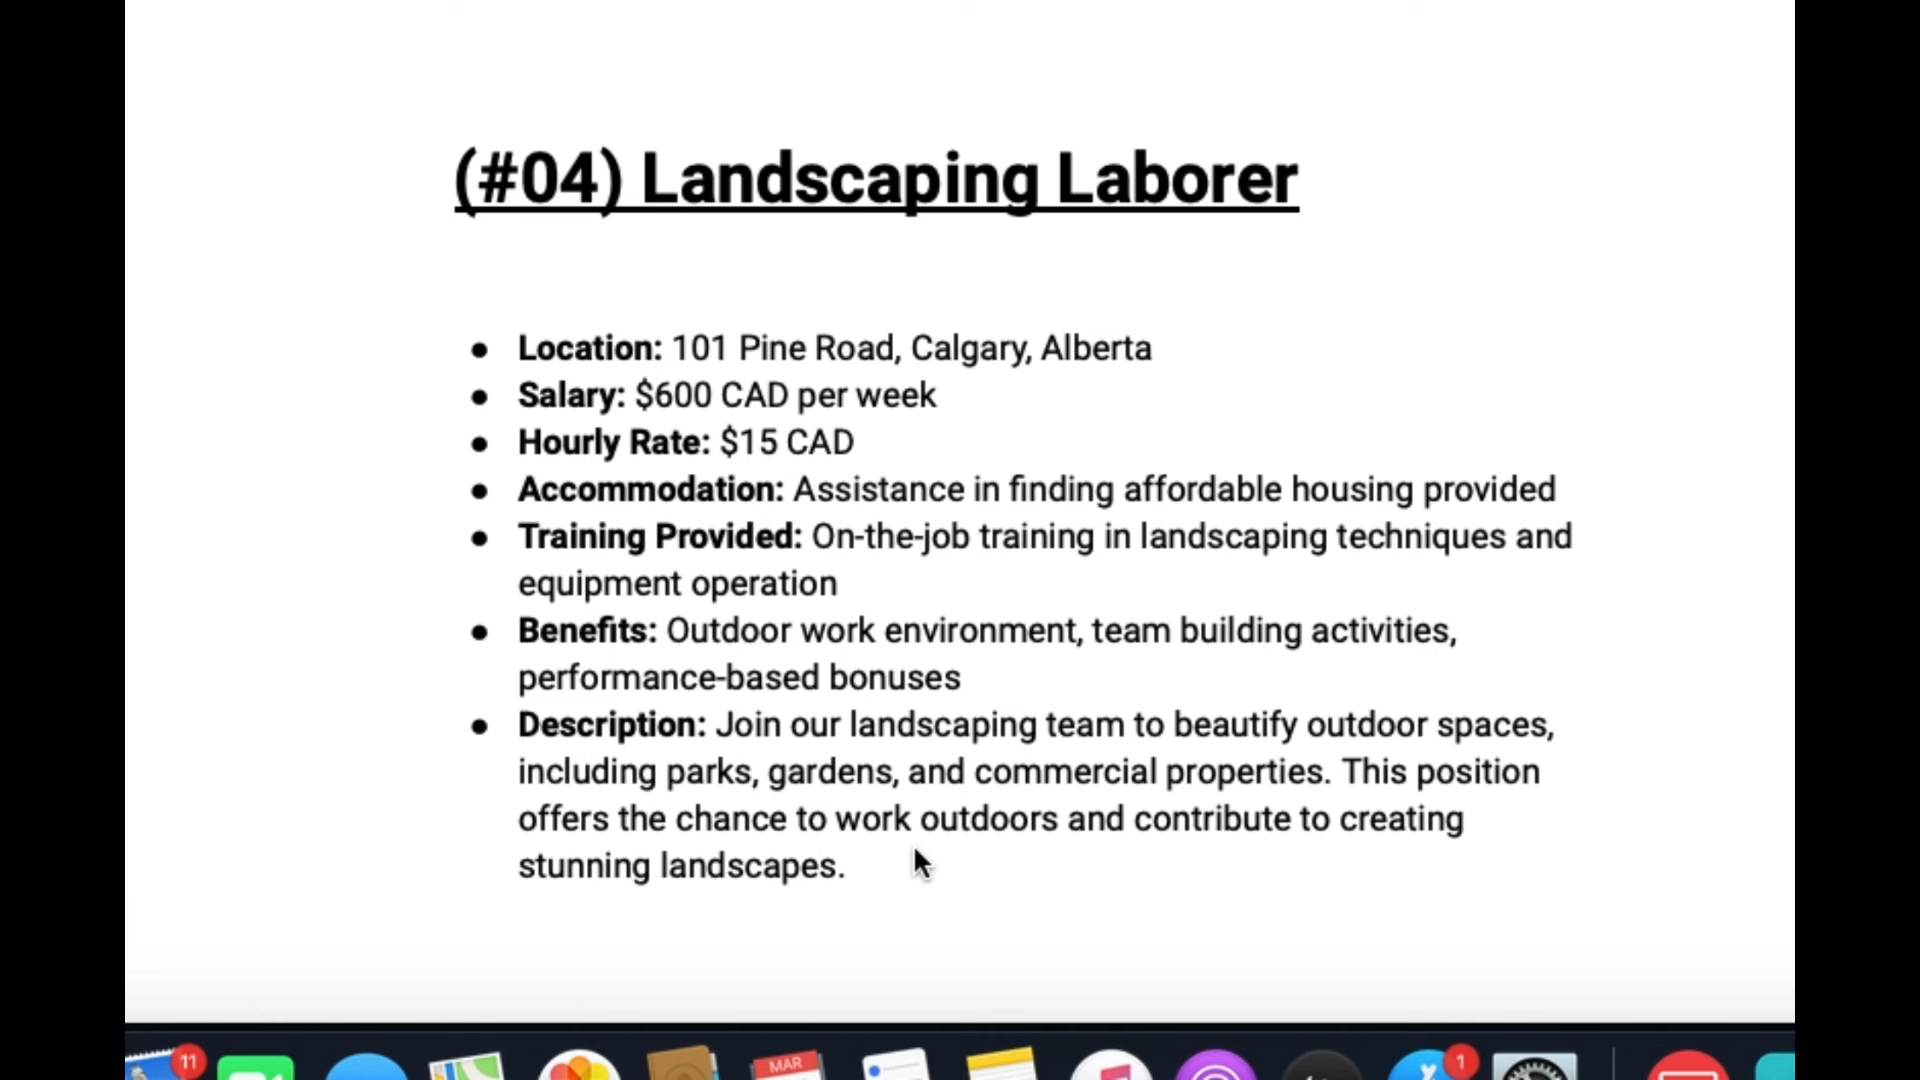 (#04) Landscaping Laborer
● Location: 101 Pine Road, Calgary, Alberta
● Salary: $600 CAD per week
● Hourly Rate: $15 CAD
● Accommodation: Assistance in finding affordable housing provided
● Training Provided: On-the-job training in landscaping techniques and
equipment operation
● Benefits: Outdoor work environment, team building activities,
performance-based bonuses
● Description: Join our landscaping team to beautify outdoor spaces,
including parks, gardens, and commercial properties. This position
offers the chance to work outdoors and contribute to creating
stunning landscapes.
11
MAR
1